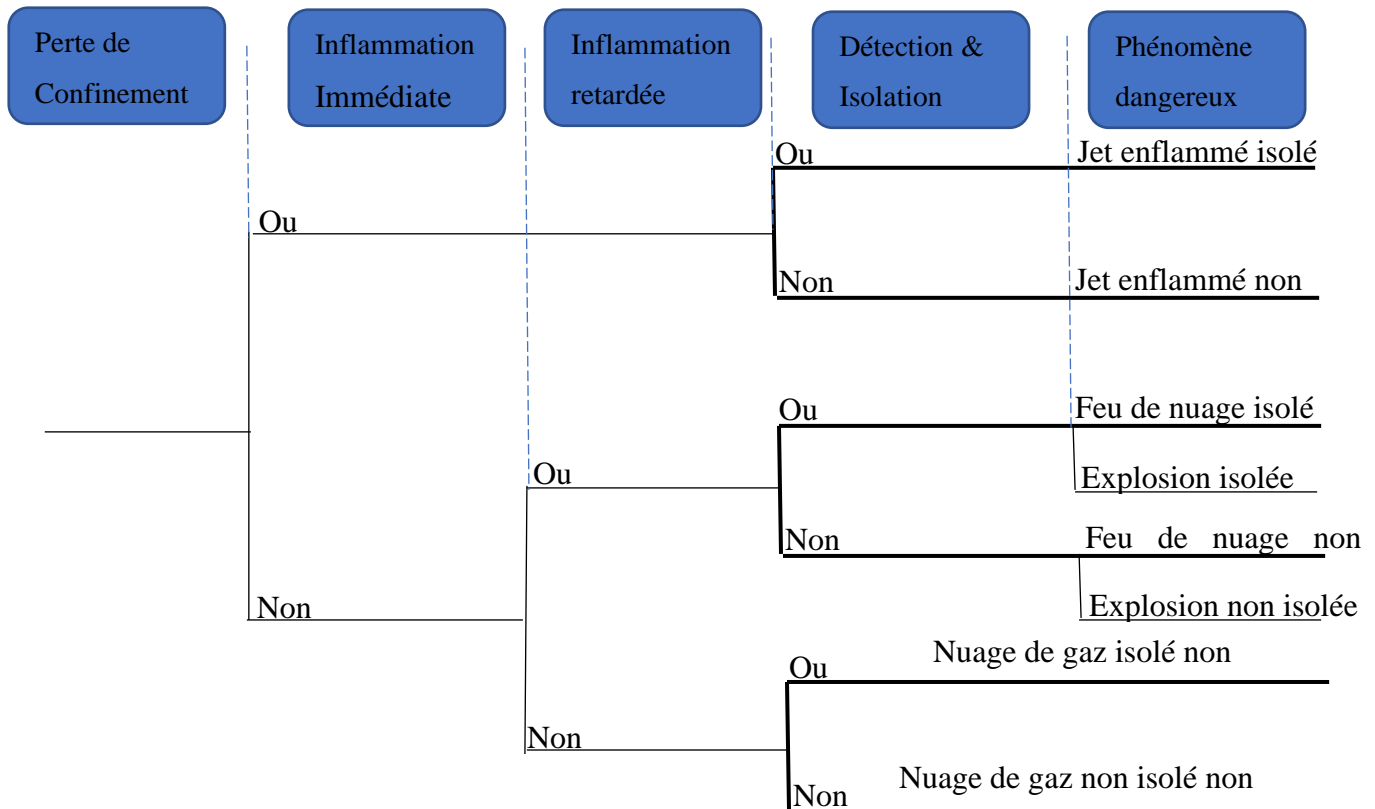 Perte de
Confinement
Inflammation
Immédiate
Inflammation
retardée
Détection &
Isolation
Phénomène
dangereux
Ou
Jet enflammé isolé
Ou
Non
Jet enflammé non
Ou
Feu de nuage isolé
Ou
Explosion isolée
Non
Feu de nuage non
Non
Explosion non isolée
Ou
Nuage de gaz isolé non
Non
Non
Nuage de gaz non isolé non